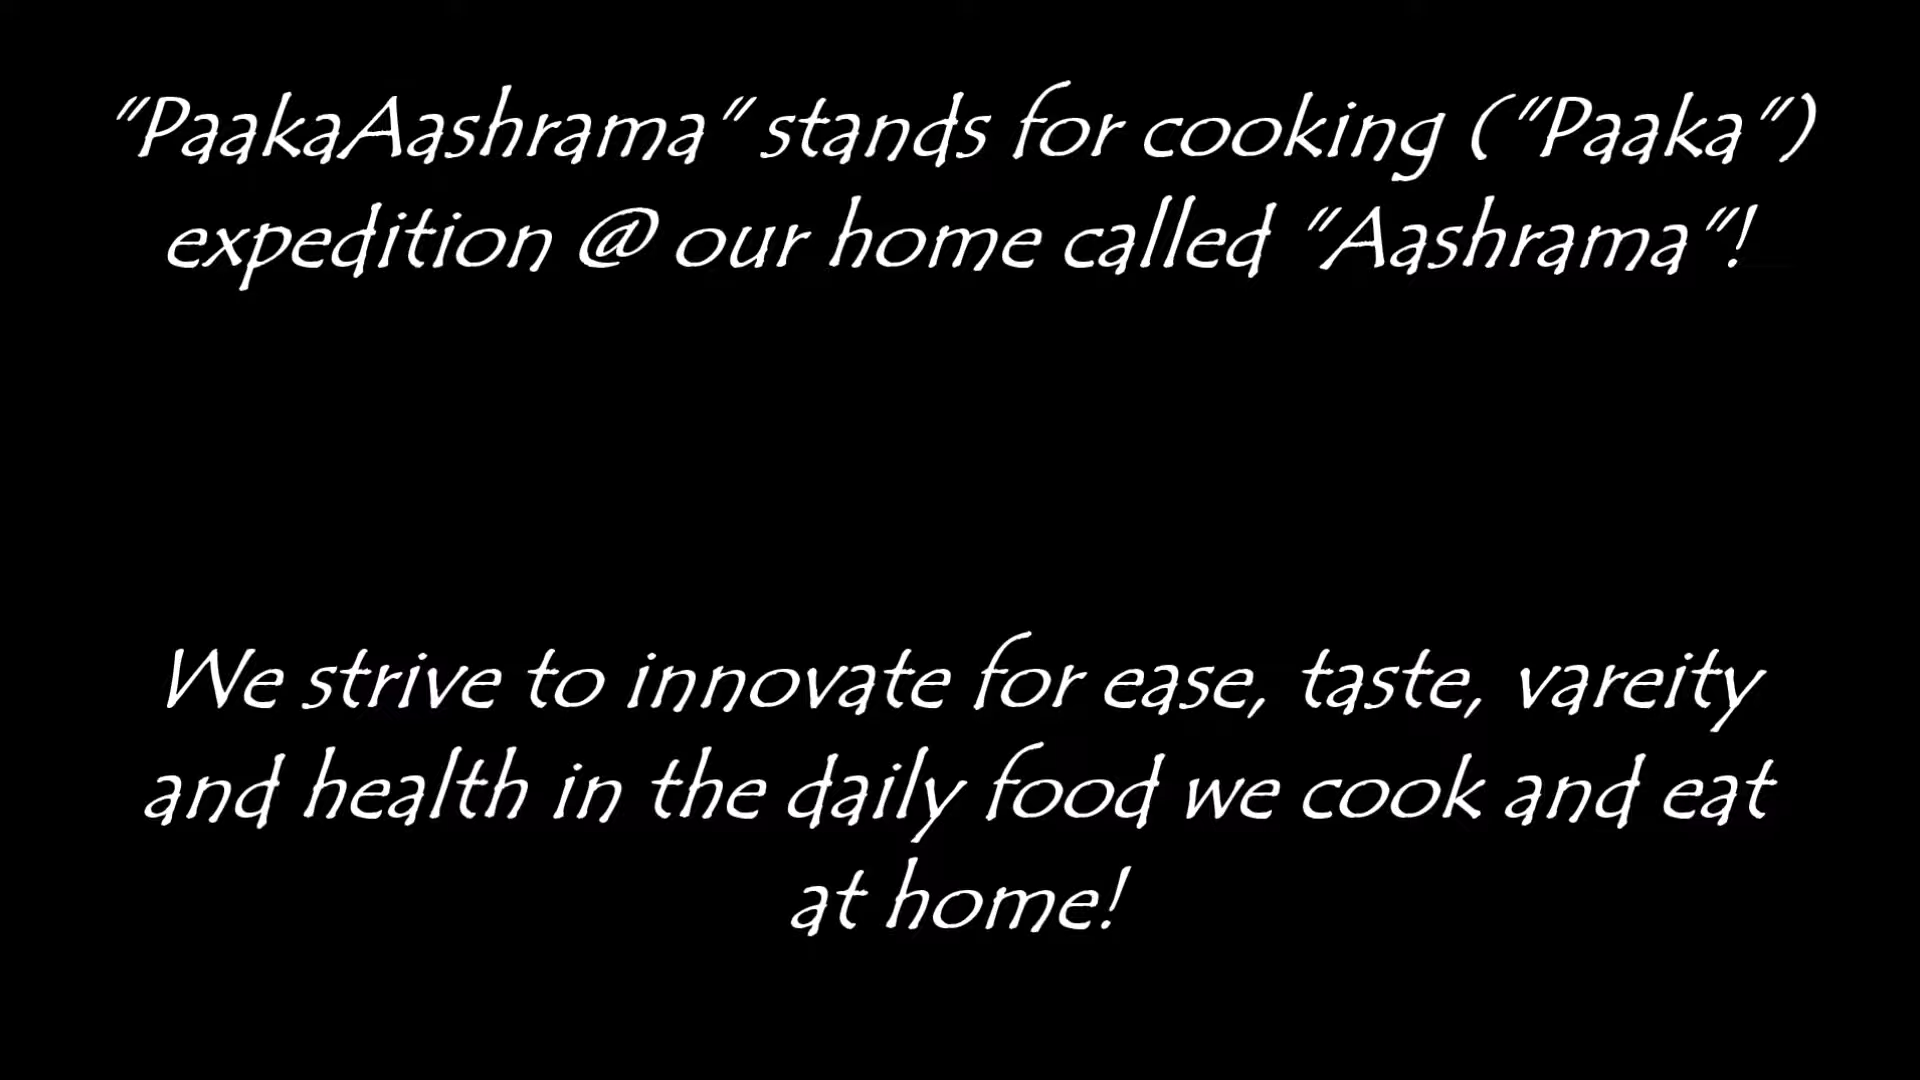 "PaakaAashrama" stands for cooking ("Paaka")
expedition @ our home called "Aashrama"!
We strive to innovate for ease, taste, vareity
and health in the daily food we cook and eat
at home!